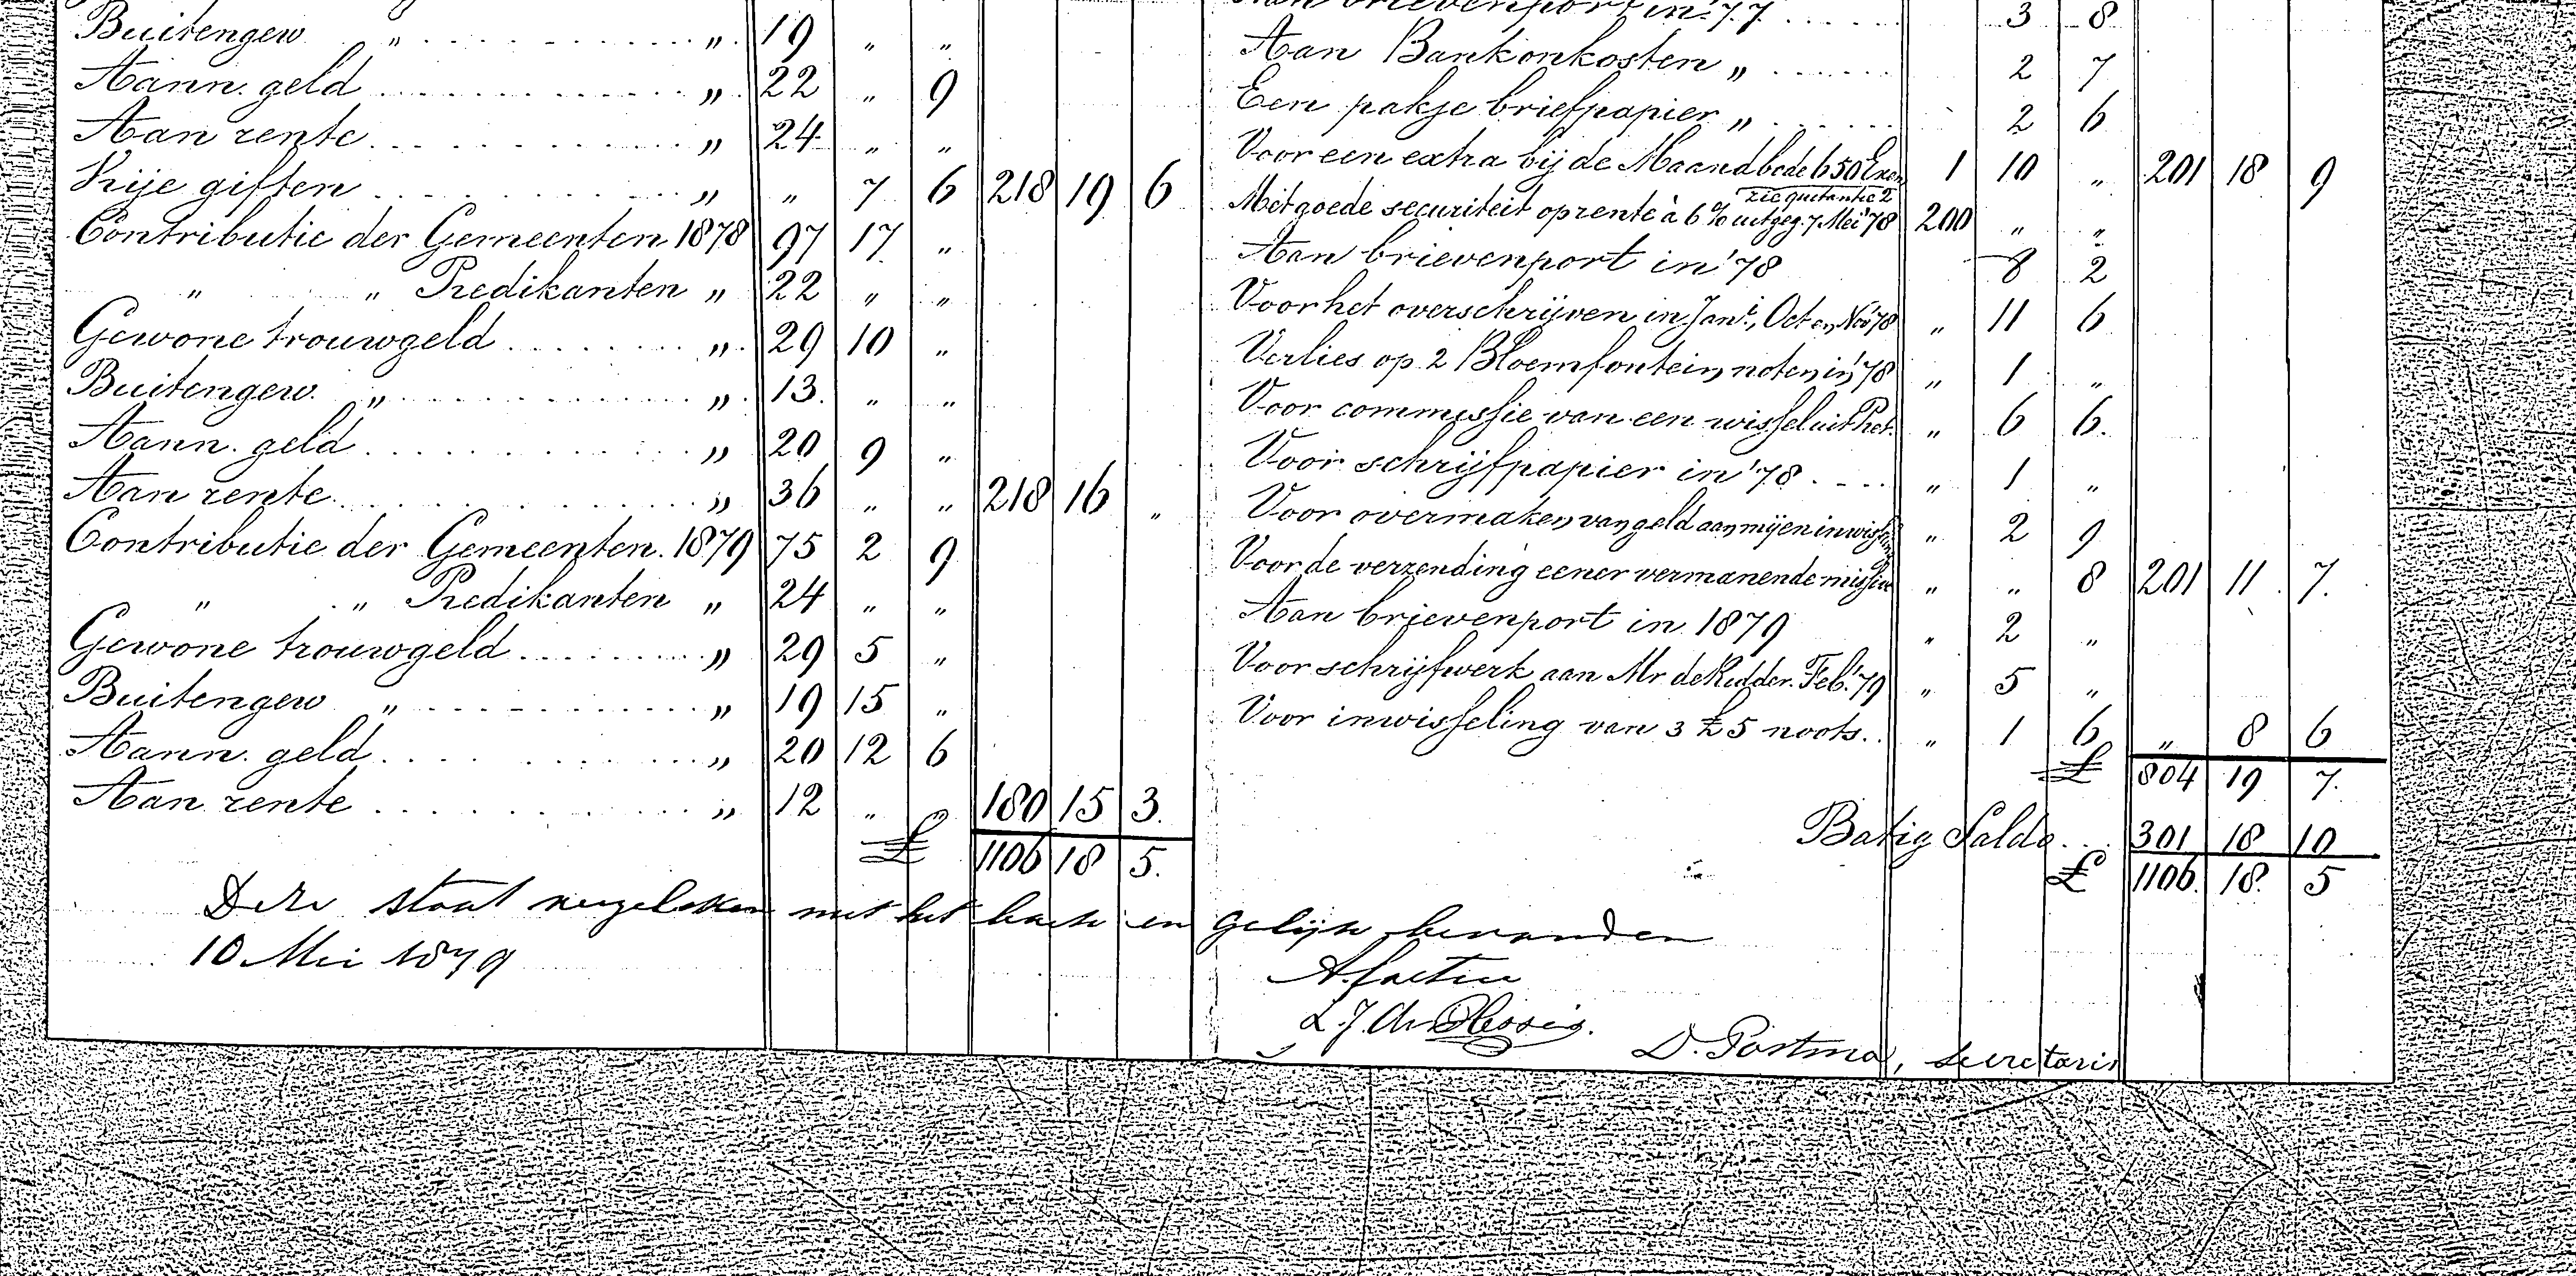 Buitengew „ „ 19 „ „
Aann. geld „ 22 „ 9
Aan rente „ 24 „ „
Vrije giften „ „ 7 6 218 19 6
Contributie der Gemeenten 1878 97 17 „
„ „ Predikanten „ 22 „ „
Gewone trouwgeld „ 29 10 „
Buitengew. „ „ 13. „ „
Aann. geld „ 20 9 „
Aan rente „ 36 „ „ 218 16 „
Contributie der Gemeenten. 1879 75 2 9
„ „ Predikanten „ 24 „ „
Gewone trouwgeld „ 29 5 „
Buitengew „ „ 19 15 „
Aann. geld „ 20 12 6
Aan rente „ 12 „ „ 180 15 3.
£ 1106 18 5.
Aan brievenport in '77 3 8
Aan Bankonkosten „ 2 7
Een pakje briefpapier „ 2 6
Voor een extra bij de Maandbode 650 Exem 1 10 „ 201 18 9
zie quitantie 2
Met goede securiteit op rente à 6 % uitgeg. 7 Mei '78 200 „ „
Aan brievenport in '78 8 2
Voor het overschrijven in Jan., Oct en Nov '78 „ 11 6
Verlies op 2 Bloemfontein noten in '78 „ 1 „
Voor commissie van een wissel uit Pet. „ 6 6.
Voor schrijfpapier in '78 „ 1 „
Voor overmaken van geld aan mij en inwisseling „ 2 9
Voor de verzending eener vermanende missive „ „ 8 201 11 7.
Aan brievenport in 1879 „ 2 „
Voor schrijfwerk aan Mr de Ridder. Feb. '79 „ 5 „
Voor inwisseling van 3 £5 noots. „ 1 6 „ 8 6
£ 804 19 7.
Batig Saldo 301 18 10
£ 1106. 18. 5
Deze staat vergeleken met het boek en gelijk bevonden
10 Mei 1879
L. J. du Plessis.
D. Postma, secretaris